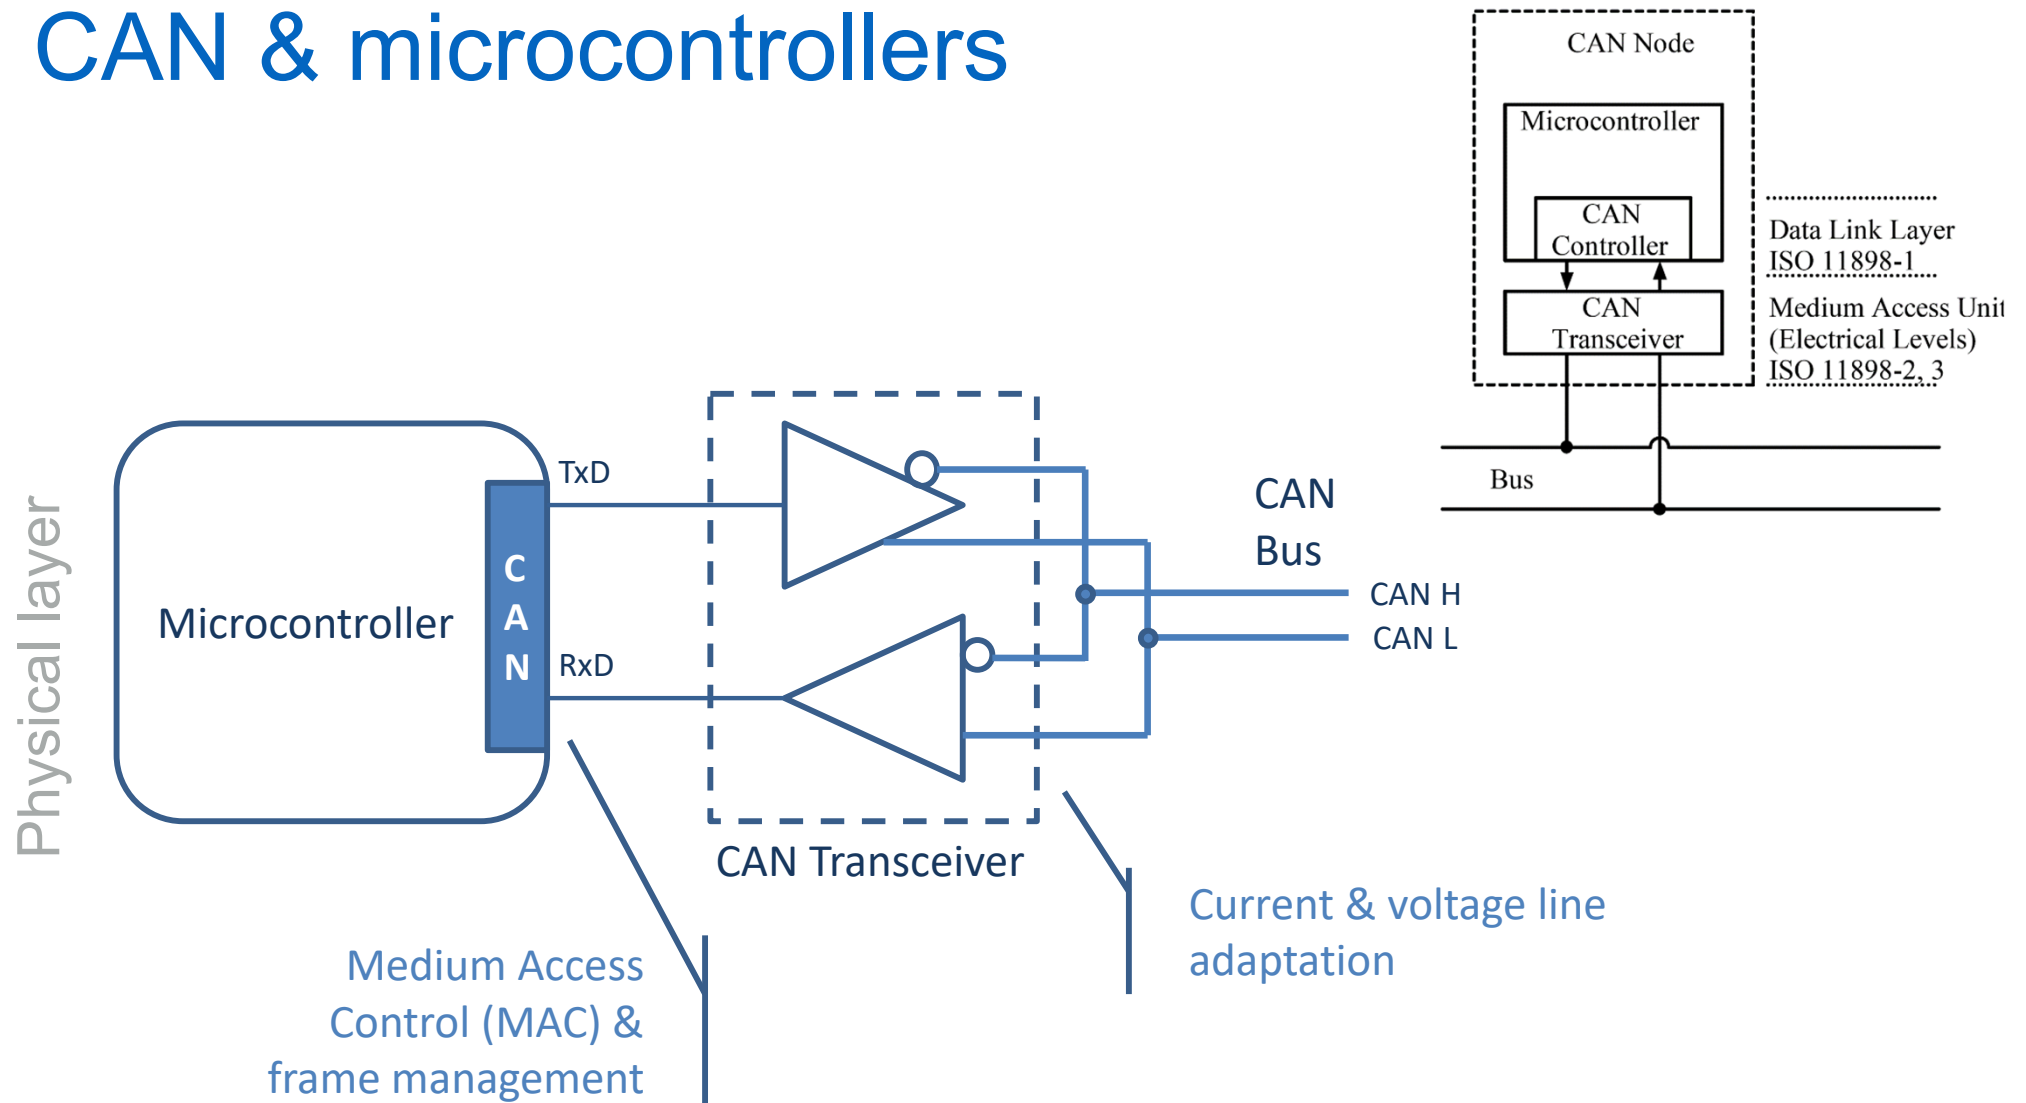 CAN & microcontrollers
CAN Node
Microcontroller
CAN
Controller
Data Link Layer
ISO 11898-1
CAN
Transceiver
Medium Access Unit
(Electrical Levels)
ISO 11898-2, 3
Bus
Physical layer
Microcontroller
C
A
N
TxD
RxD
CAN Transceiver
CAN
Bus
CAN H
CAN L
Medium Access
Control (MAC) &
frame management
Current & voltage line
adaptation